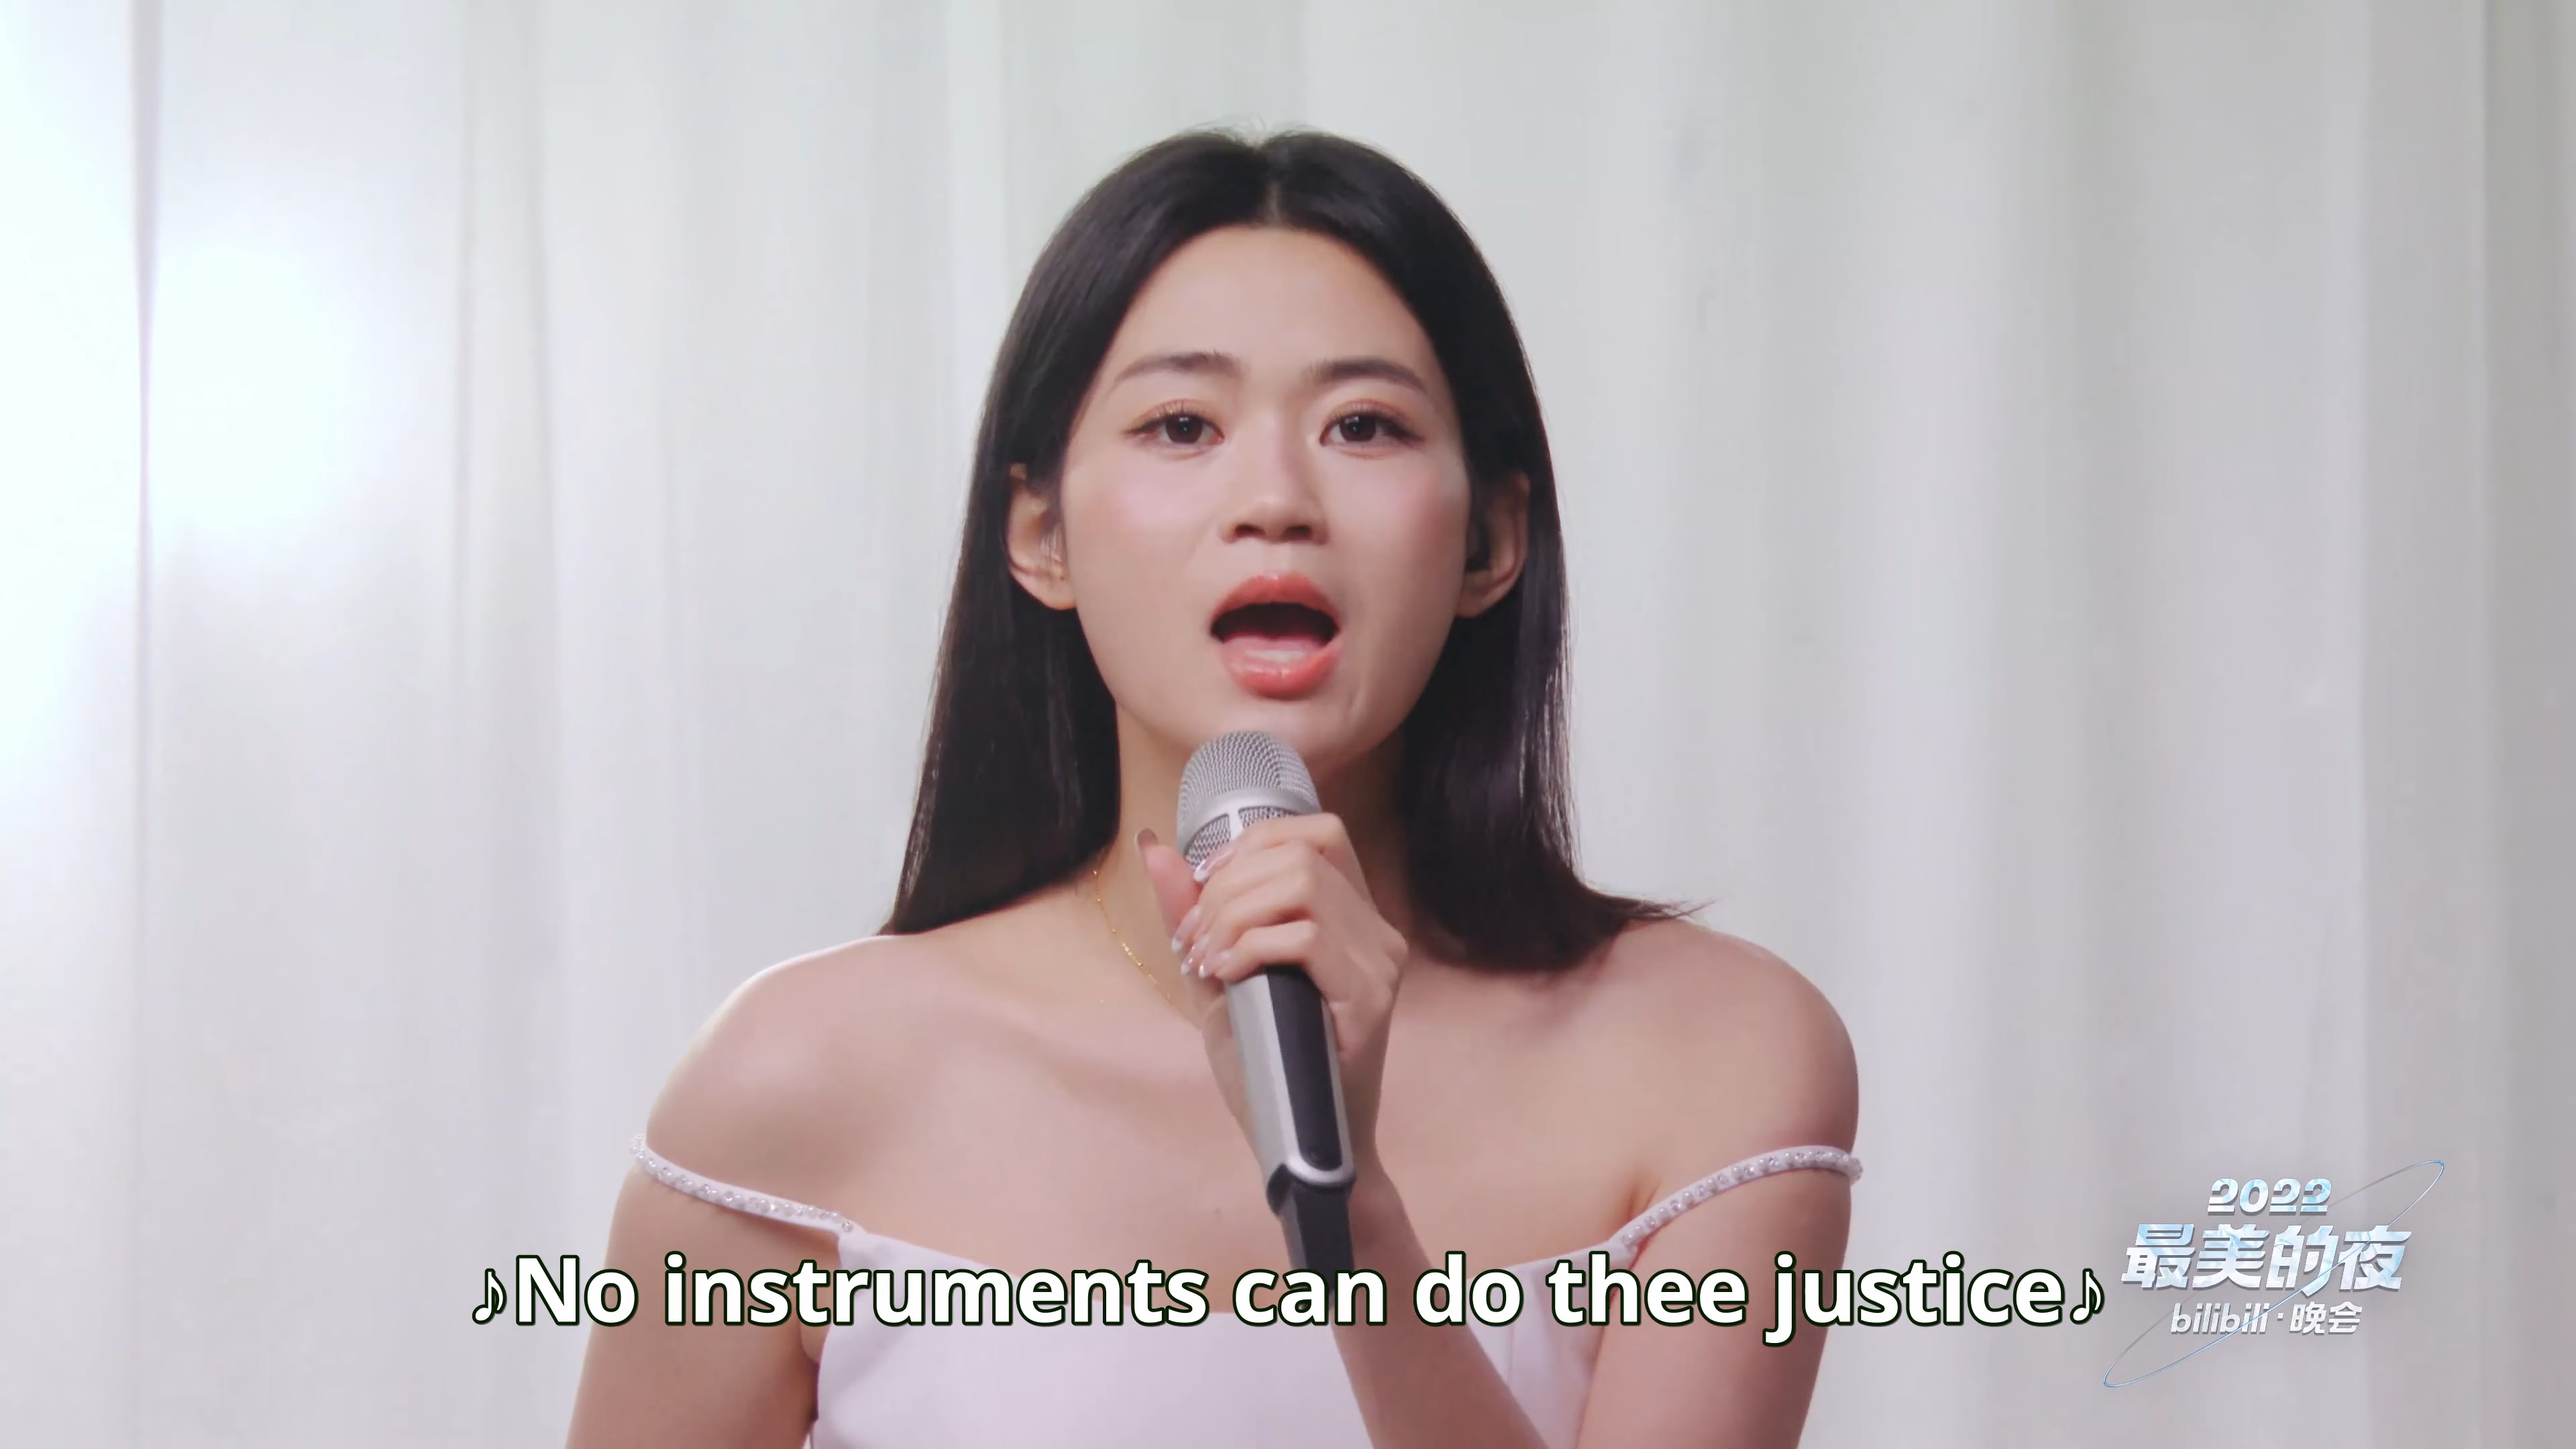 ♪No instruments can do thee justice♪
2022
最美的夜
bilibili·晚会